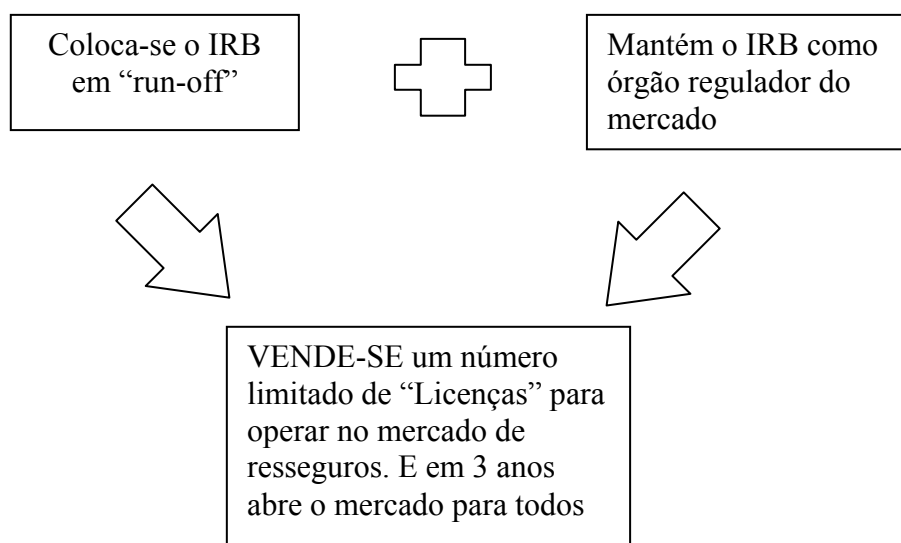 Coloca-se o IRB
em “run-off”
Mantém o IRB como
órgão regulador do
mercado
VENDE-SE um número
limitado de “Licenças” para
operar no mercado de
resseguros. E em 3 anos
abre o mercado para todos